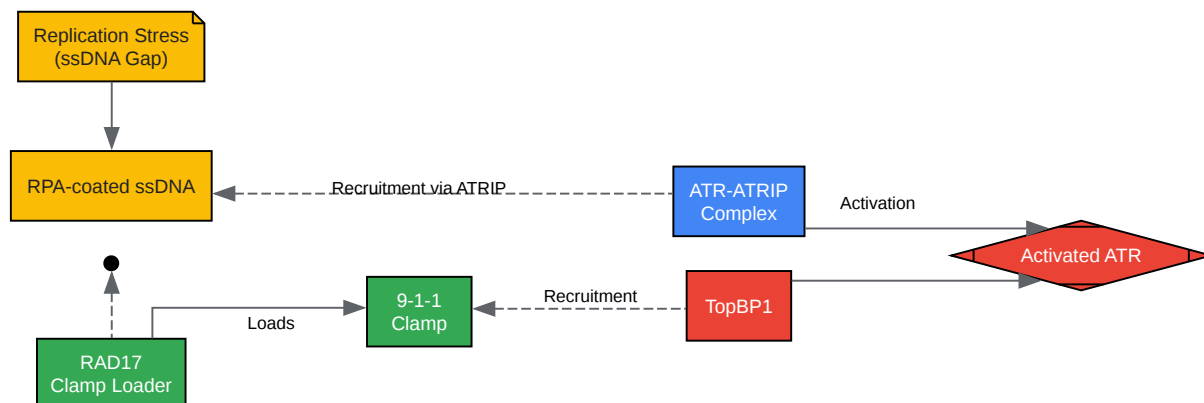 Replication Stress
(ssDNA Gap)
RPA-coated ssDNA
Recruitment via ATRIP
ATR-ATRIP
Complex
Activation
Activated ATR
9-1-1
Clamp
Recruitment
TopBP1
Loads
RAD17
Clamp Loader